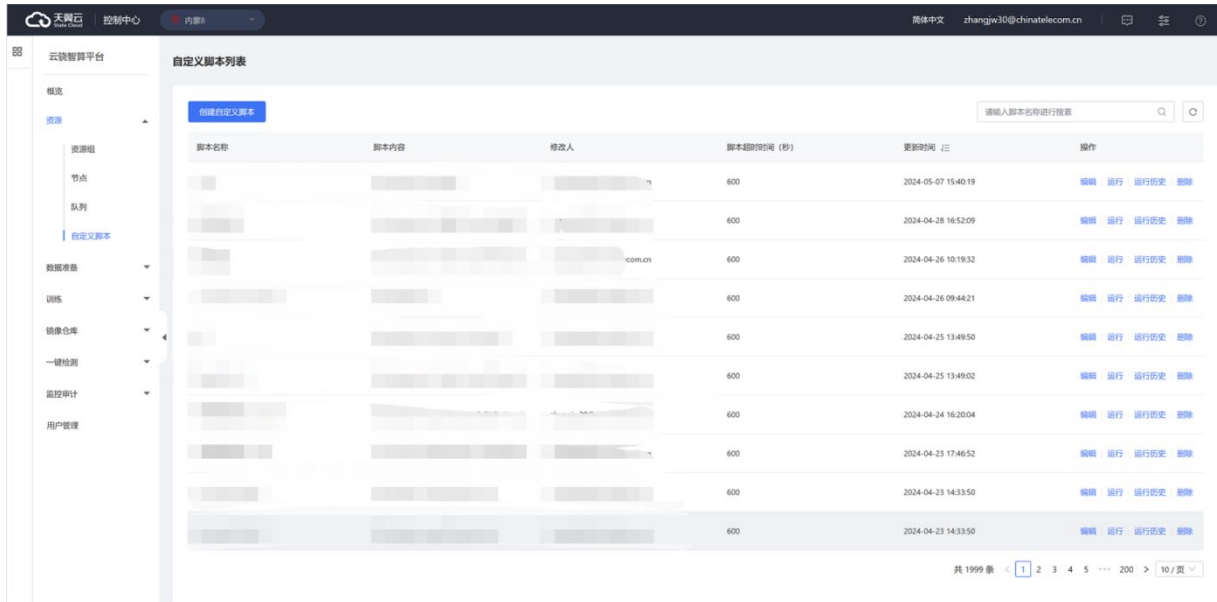 天翼云 State Cloud 控制中心 内蒙8 简体中文 zhangjw30@chinatelecom.cn
云骁智算平台
概览
资源
资源组
节点
队列
自定义脚本
数据准备
训练
镜像仓库
一键检测
监控审计
用户管理
自定义脚本列表
创建自定义脚本 请输入脚本名称进行搜索
脚本名称 脚本内容 修改人 脚本超时时间（秒） 更新时间 操作
600 2024-05-07 15:40:19 编辑 运行 运行历史 删除
600 2024-04-28 16:52:09 编辑 运行 运行历史 删除
ecom.cn 600 2024-04-26 10:19:32 编辑 运行 运行历史 删除
600 2024-04-26 09:44:21 编辑 运行 运行历史 删除
600 2024-04-25 13:49:50 编辑 运行 运行历史 删除
600 2024-04-25 13:49:02 编辑 运行 运行历史 删除
600 2024-04-24 16:20:04 编辑 运行 运行历史 删除
600 2024-04-23 17:46:52 编辑 运行 运行历史 删除
600 2024-04-23 14:33:50 编辑 运行 运行历史 删除
600 2024-04-23 14:33:50 编辑 运行 运行历史 删除
共 1999 条 < 1 2 3 4 5 ··· 200 > 10 / 页